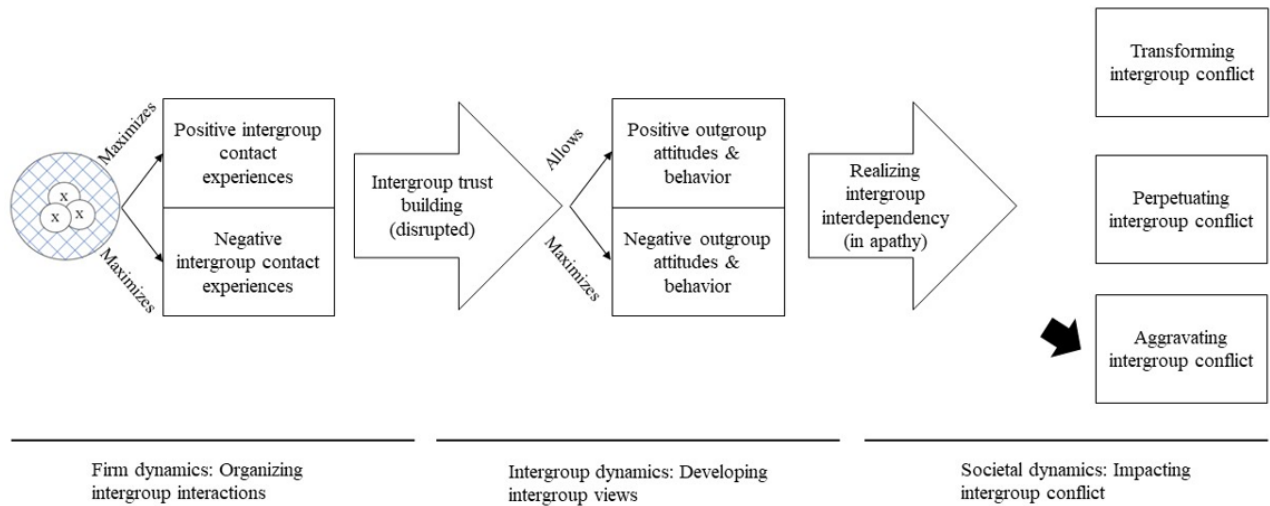 Maximizes
x
x
x
Maximizes
Positive intergroup
contact
experiences
Negative
intergroup contact
experiences
Intergroup trust
building
(disrupted)
Allows
Maximizes
Positive outgroup
attitudes &
behavior
Negative outgroup
attitudes &
behavior
Realizing
intergroup
interdependency
(in apathy)
Transforming
intergroup conflict
Perpetuating
intergroup conflict
Aggravating
intergroup conflict
Firm dynamics: Organizing
intergroup interactions
Intergroup dynamics: Developing
intergroup views
Societal dynamics: Impacting
intergroup conflict